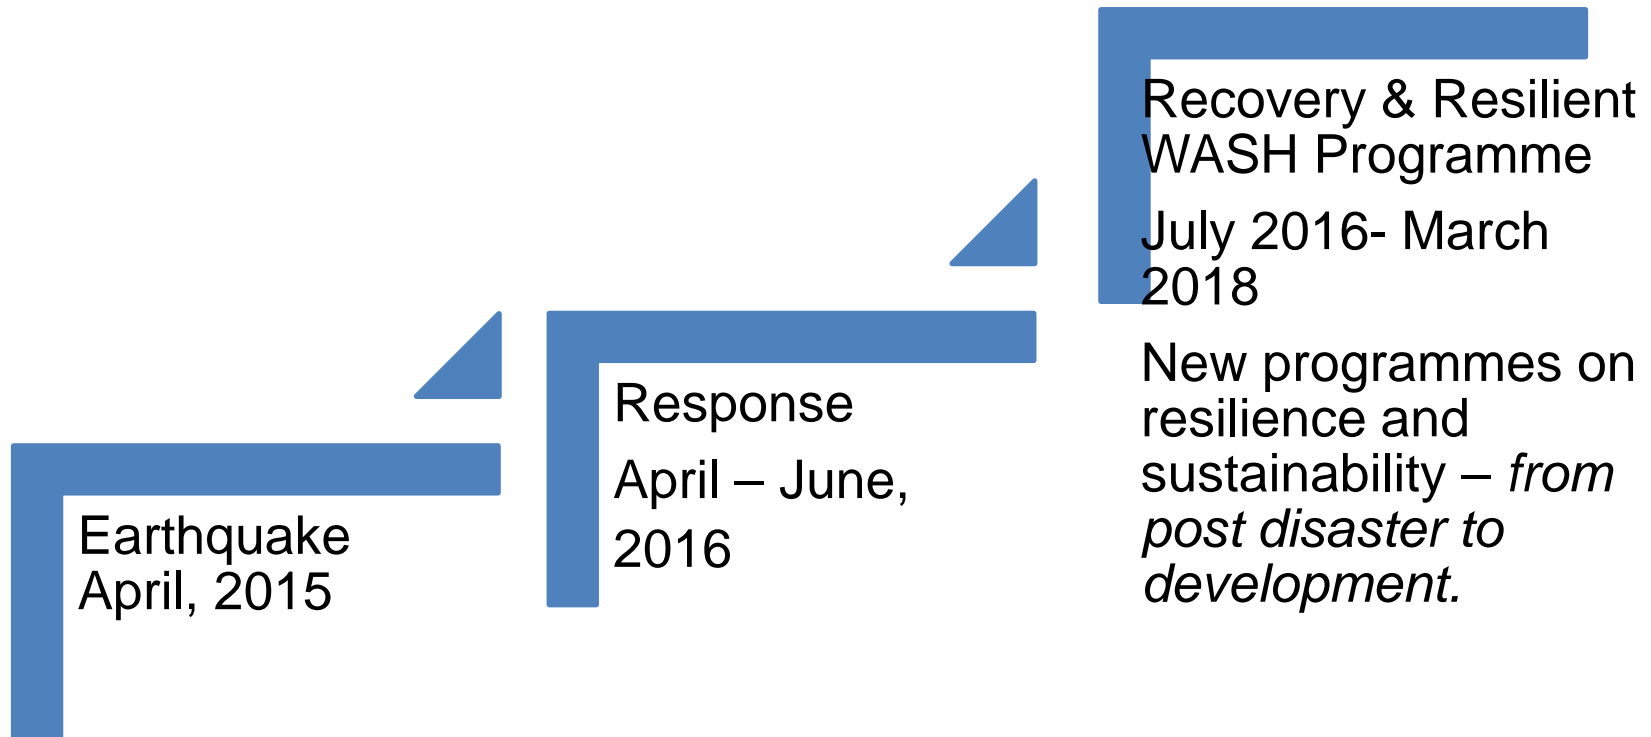 Earthquake
April, 2015
Response
April – June,
2016
Recovery & Resilient
WASH Programme
July 2016- March
2018
New programmes on
resilience and
sustainability – from
post disaster to
development.